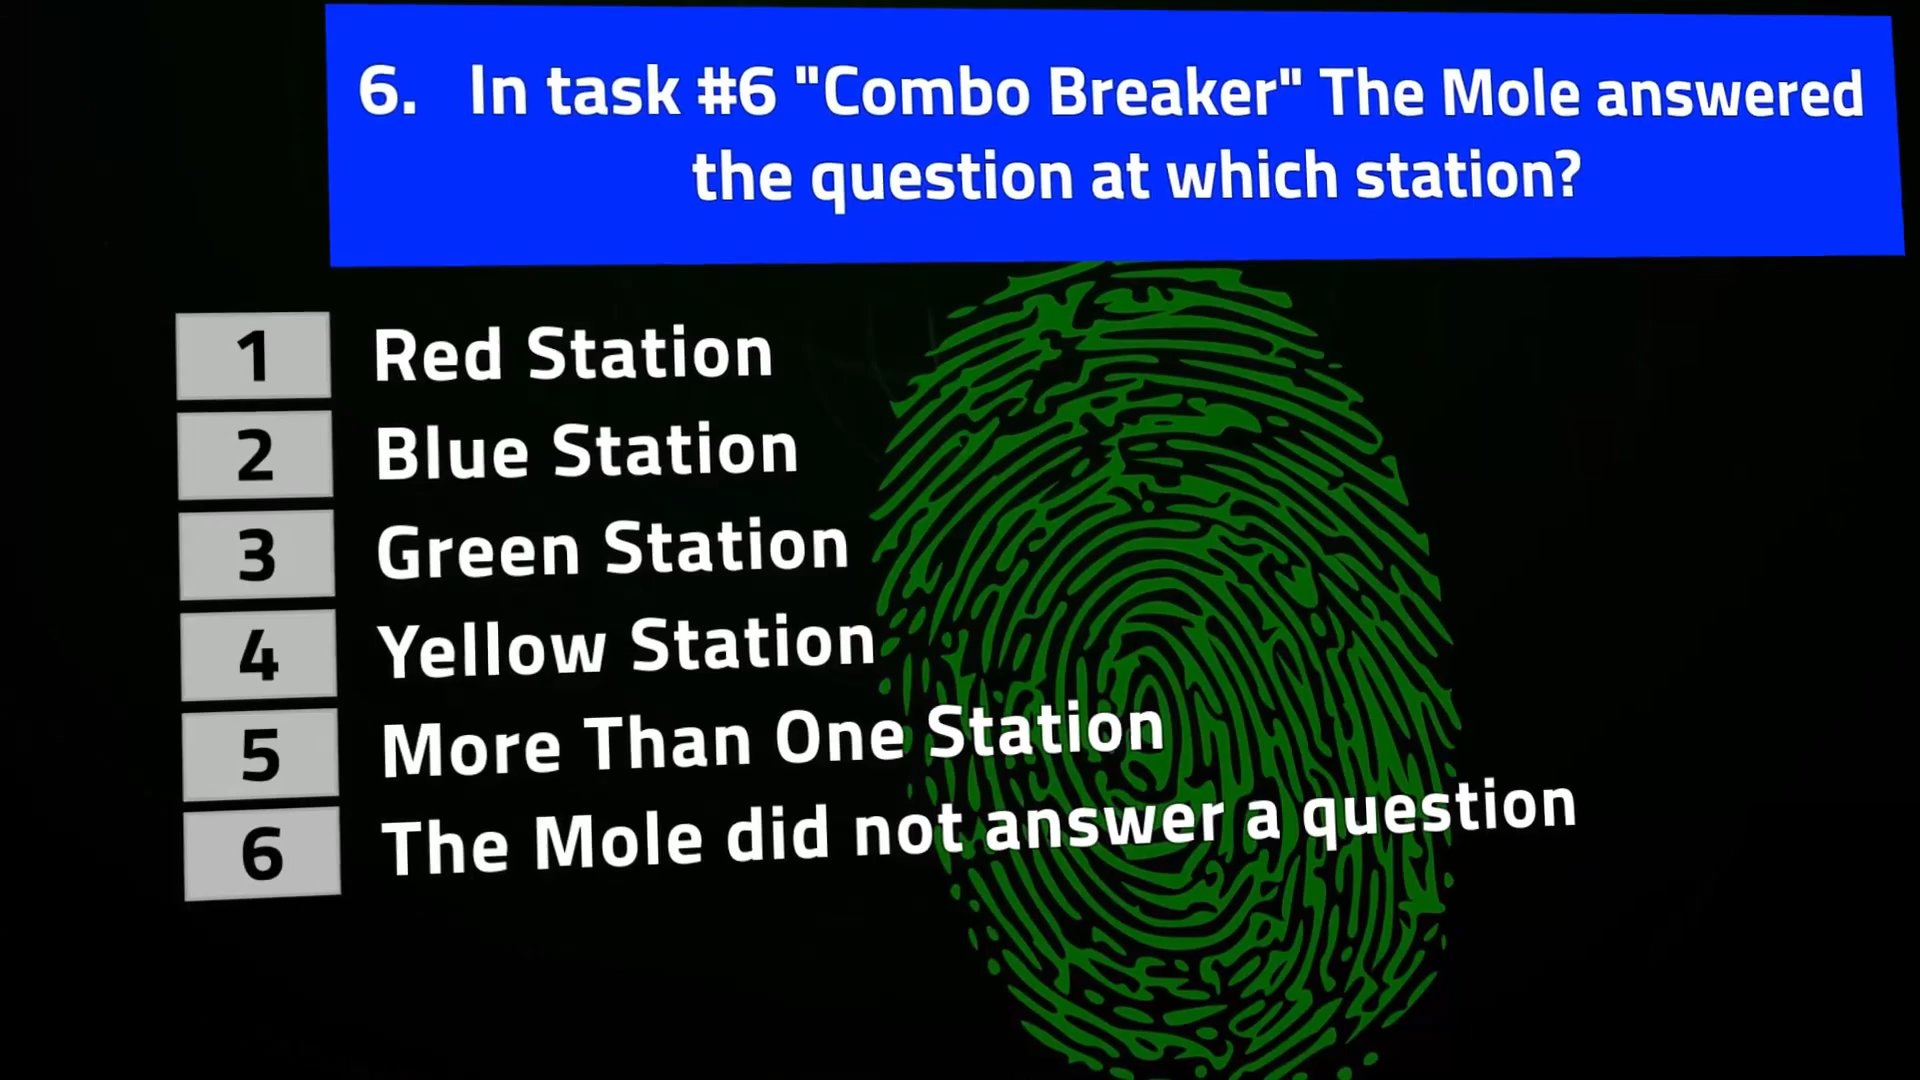 6. In task #6 "Combo Breaker" The Mole answered
the question at which station?
1 Red Station
2 Blue Station
3 Green Station
4 Yellow Station
5 More Than One Station
6 The Mole did not answer a question